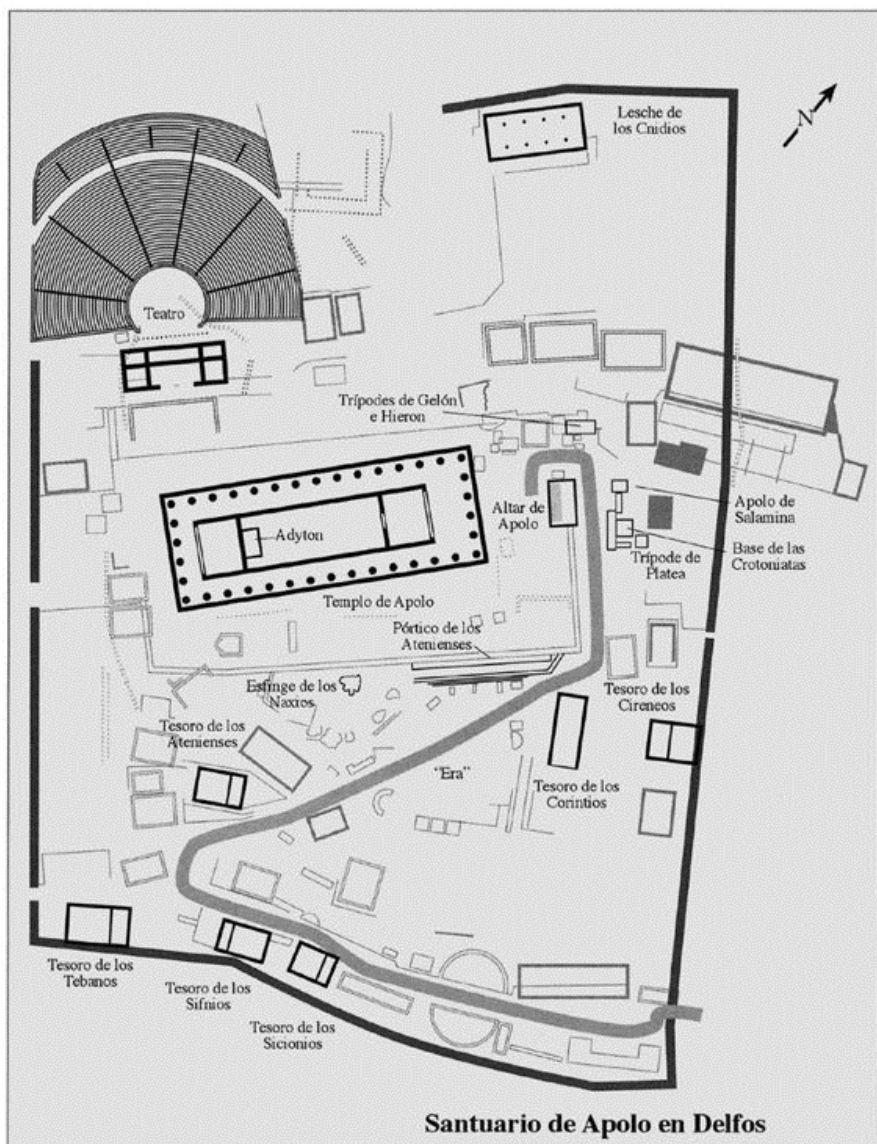 Lesche de
los Cnidios
N
Teatro
Trípodes de Gelón
e Hieron
Altar de
Apolo
Apolo de
Salamina
Adyton
Trípode de
Platea
Base de las
Crotoniatas
Templo de Apolo
Pórtico de los
Atenienses
Esfinge de los
Naxios
Tesoro de los
Cireneos
Tesoro de los
Atenienses
"Era"
Tesoro de los
Corintios
Tesoro de los
Tebanos
Tesoro de los
Sifnios
Tesoro de los
Sicionios
Santuario de Apolo en Delfos